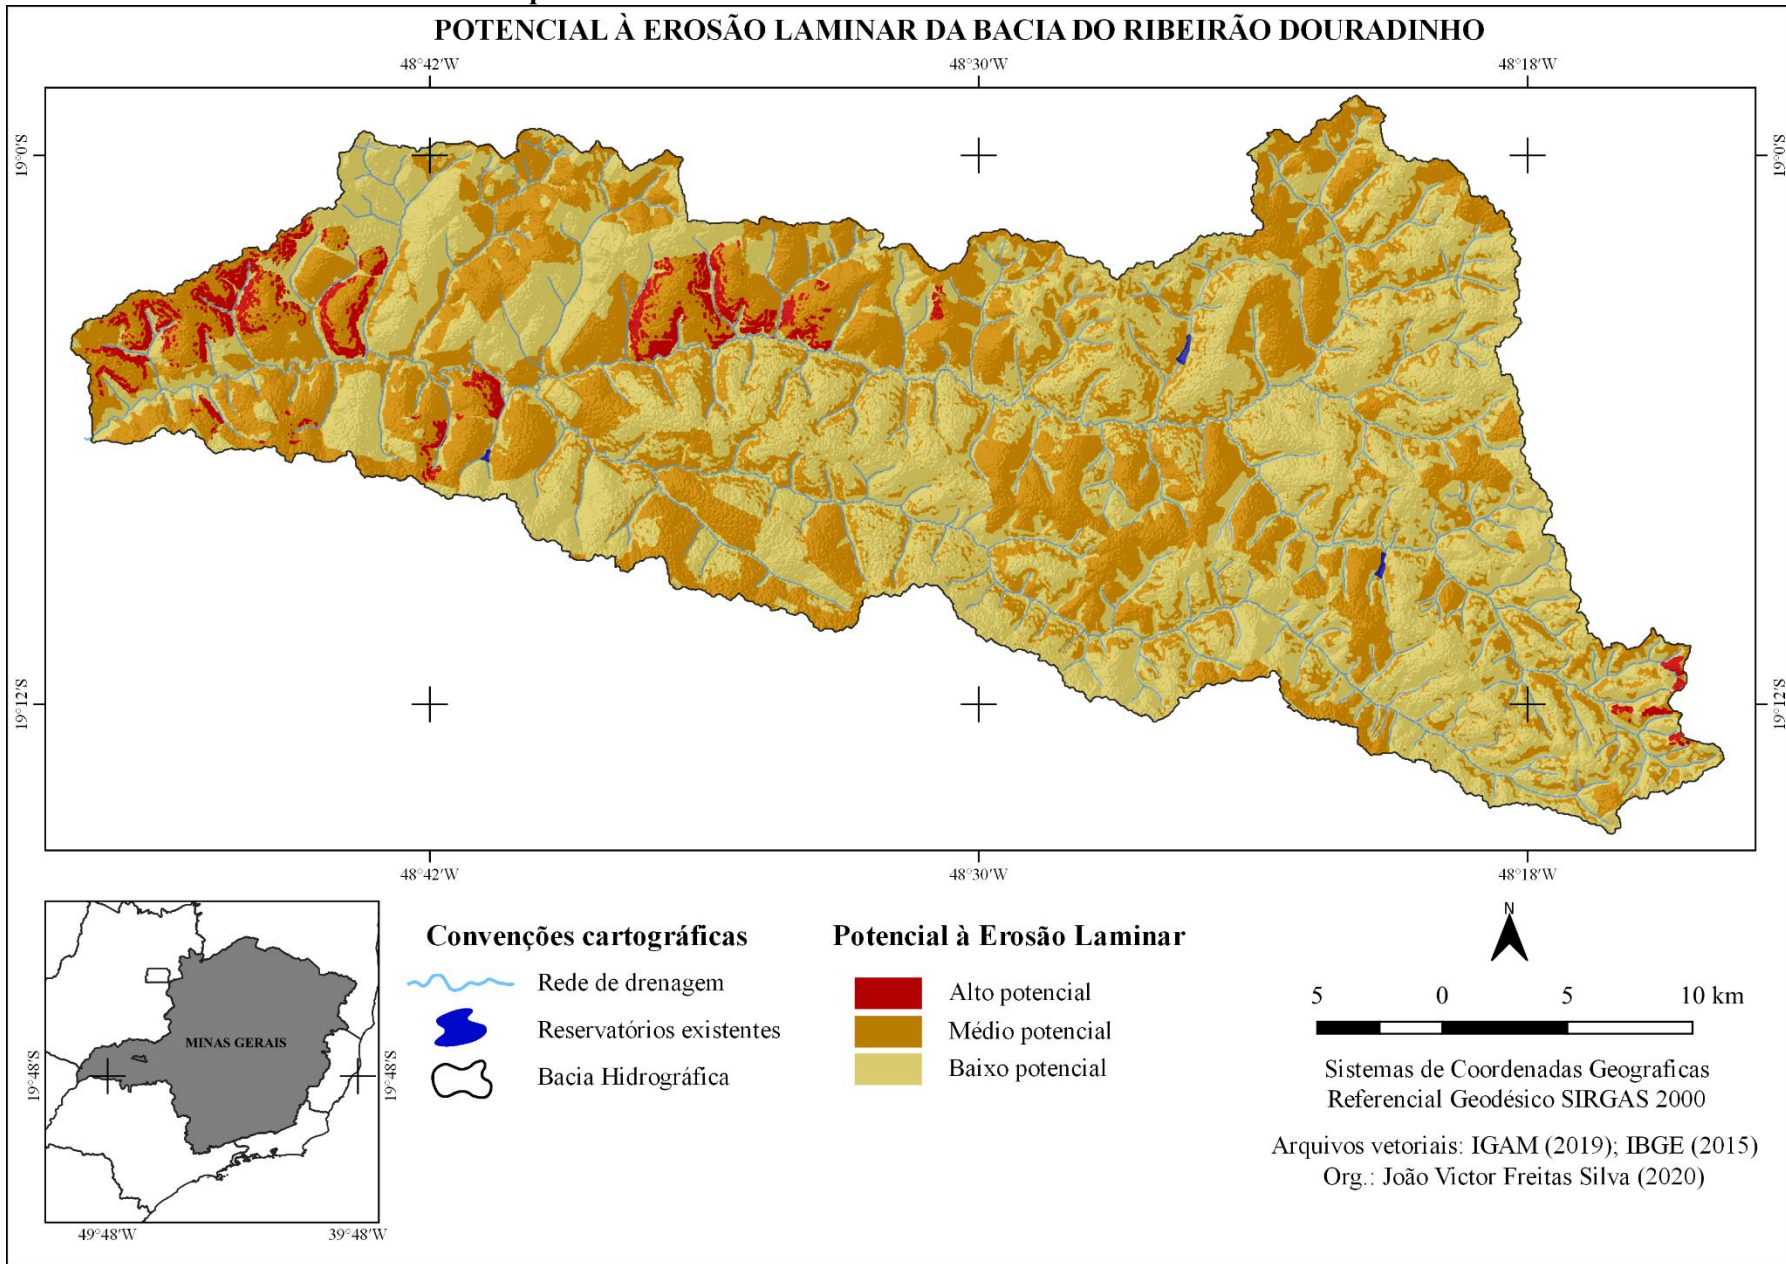 POTENCIAL À EROSÃO LAMINAR DA BACIA DO RIBEIRÃO DOURADINHO
48°42'W
48°30'W
48°18'W
19°0'S
19°0'S
19°12'S
19°12'S
48°42'W
48°30'W
48°18'W
MINAS GERAIS
19°48'S
19°48'S
49°48'W
39°48'W
Convenções cartográficas
Rede de drenagem
Reservatórios existentes
Bacia Hidrográfica
Potencial à Erosão Laminar
Alto potencial
Médio potencial
Baixo potencial
N
5 0 5 10 km
Sistemas de Coordenadas Geograficas
Referencial Geodésico SIRGAS 2000
Arquivos vetoriais: IGAM (2019); IBGE (2015)
Org.: João Victor Freitas Silva (2020)